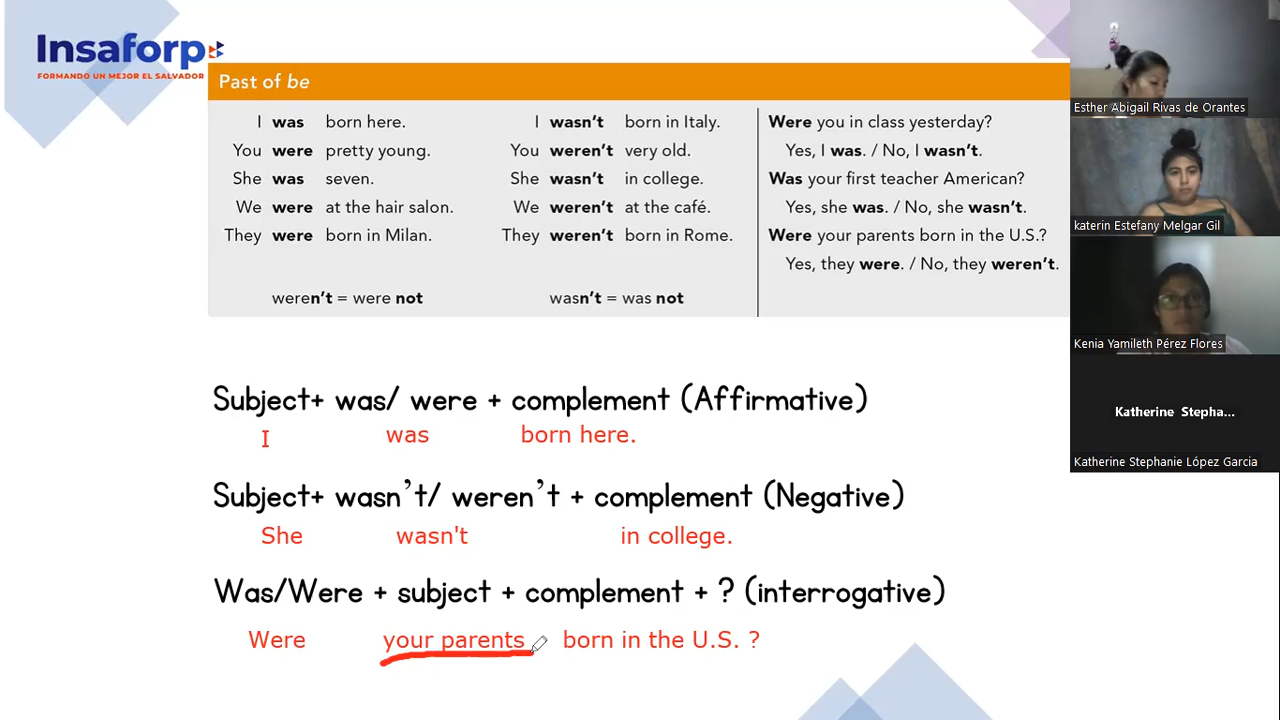 Insaforp
FORMANDO UN MEJOR EL SALVADOR
Past of be
I was born here.
You were pretty young.
She was seven.
We were at the hair salon.
They were born in Milan.
weren't = were not
I wasn't born in Italy.
You weren't very old.
She wasn't in college.
We weren't at the café.
They weren't born in Rome.
wasn't = was not
Were you in class yesterday?
Yes, I was. / No, I wasn't.
Was your first teacher American?
Yes, she was. / No, she wasn't.
Were your parents born in the U.S.?
Yes, they were. / No, they weren't.
Subject+ was/ were + complement (Affirmative)
I was born here.
Subject+ wasn't/ weren't + complement (Negative)
She wasn't in college.
Was/Were + subject + complement + ? (interrogative)
Were your parents born in the U.S. ?
Esther Abigail Rivas de Orantes
katerin Estefany Melgar Gil
Kenia Yamileth Pérez Flores
Katherine Stepha...
Katherine Stephanie López Garcia